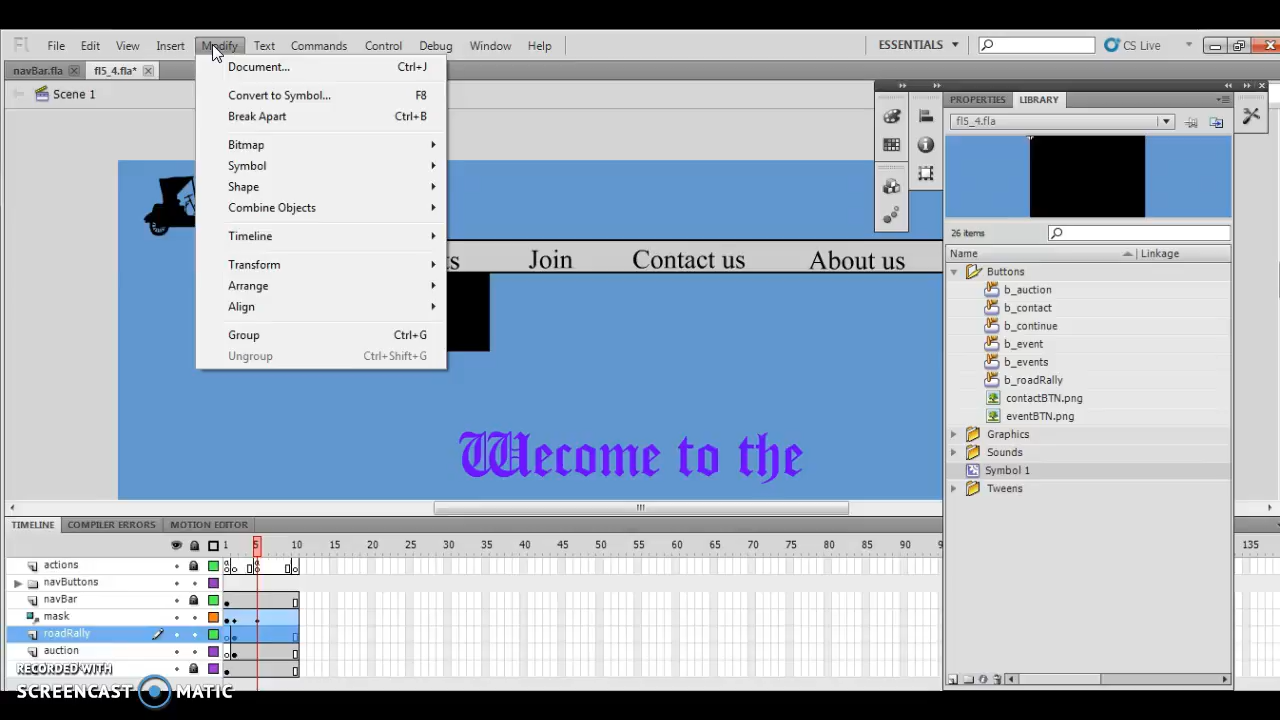 Fl File Edit View Insert Modify Text Commands Control Debug Window Help ESSENTIALS CS Live
navBar.fla fl5_4.fla*
Scene 1
Document... Ctrl+J
Convert to Symbol... F8
Break Apart Ctrl+B
Bitmap
Symbol
Shape
Combine Objects
Timeline
Transform
Arrange
Align
Group Ctrl+G
Ungroup Ctrl+Shift+G
ts Join Contact us About us
Wecome to the
PROPERTIES LIBRARY
fl5_4.fla
26 items
Name Linkage
Buttons
b_auction
b_contact
b_continue
b_event
b_events
b_roadRally
contactBTN.png
eventBTN.png
Graphics
Sounds
Symbol 1
Tweens
TIMELINE COMPILER ERRORS MOTION EDITOR
1 5 10 15 20 25 30 35 40 45 50 55 60 65 70 75 80 85 90 95 135
actions
navButtons
navBar
mask
roadRally
auction
RECORDED WITH
SCREENCAST MATIC